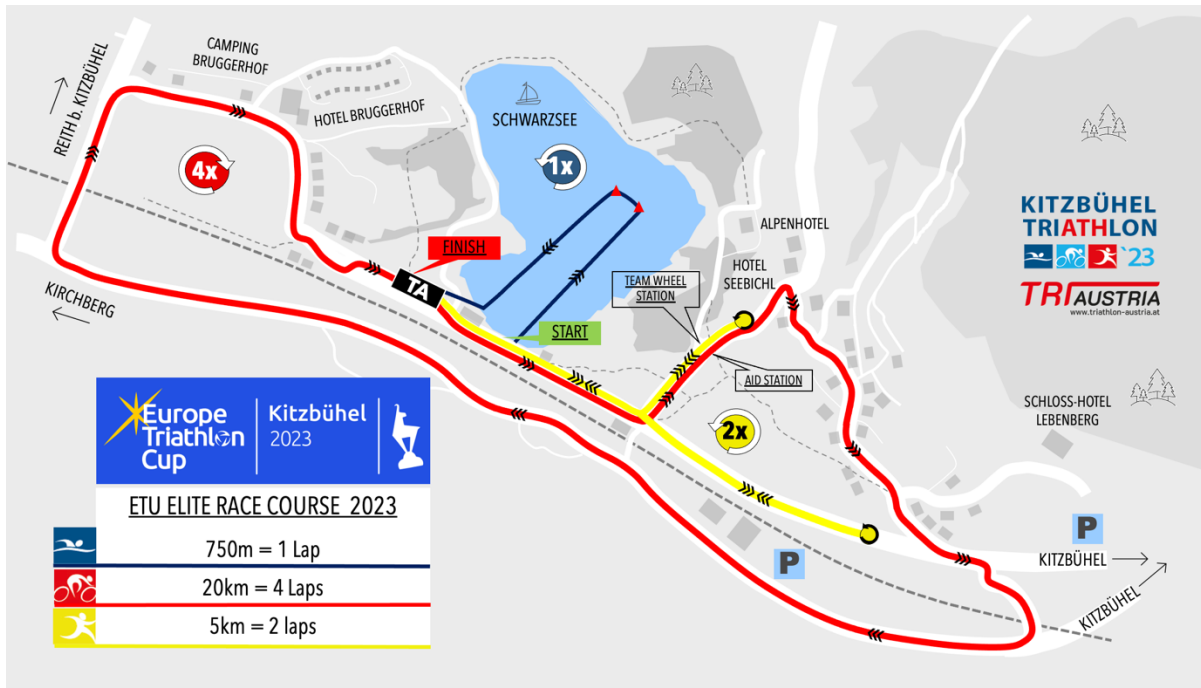 REITH b. KITZBÜHEL
CAMPING
BRUGGERHOF
HOTEL BRUGGERHOF
SCHWARZSEE
4x
1x
KITZBÜHEL
TRIATHLON
`23
TRI AUSTRIA
www.triathlon-austria.at
ALPENHOTEL
FINISH
HOTEL
SEEBICHL
TEAM WHEEL
STATION
TA
KIRCHBERG
START
AID STATION
2x
SCHLOSS-HOTEL
LEBENBERG
Europe
Triathlon
Cup
Kitzbühel
2023
ETU ELITE RACE COURSE 2023
750m = 1 Lap
20km = 4 Laps
5km = 2 laps
P
P
KITZBÜHEL
KITZBÜHEL